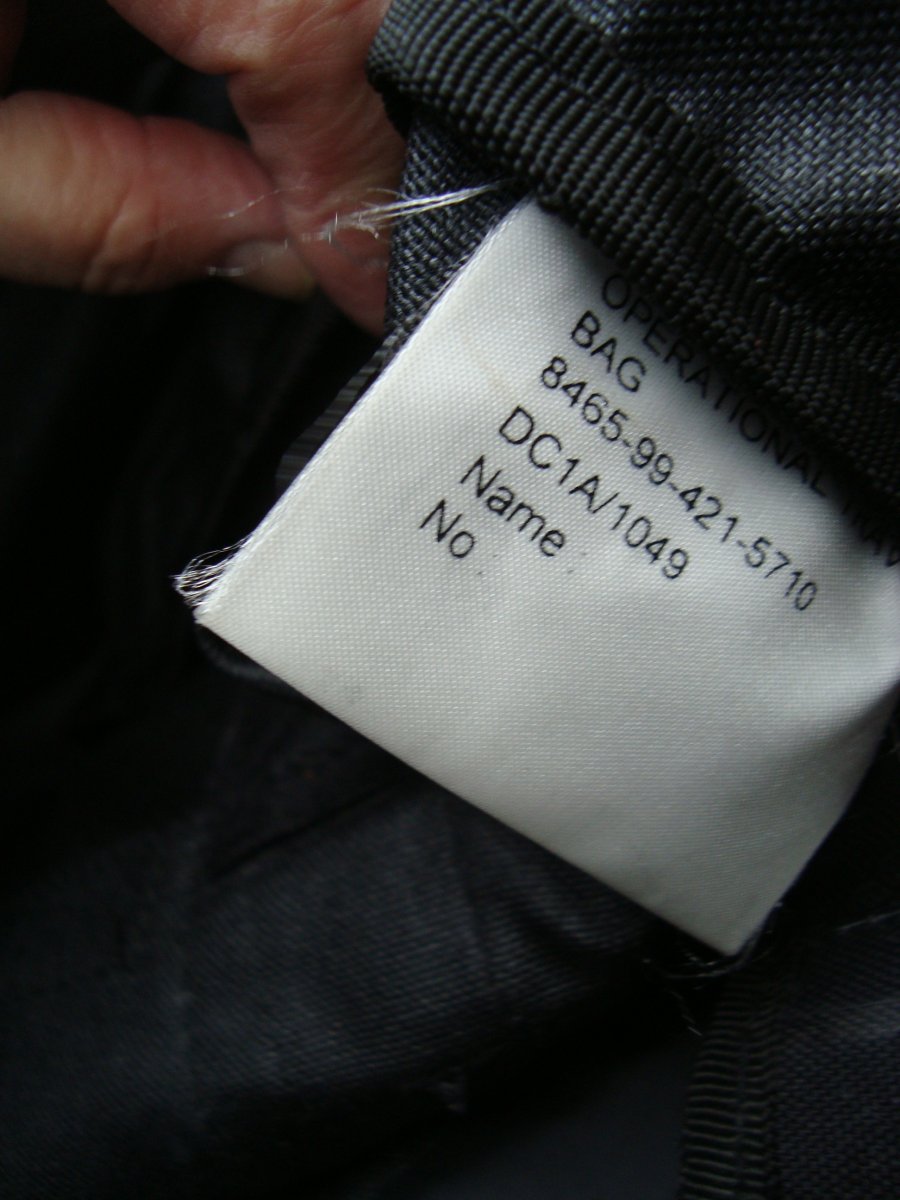 OPERATIONAL
BAG
8465-99-421-5710
DC1A/1049
Name
No